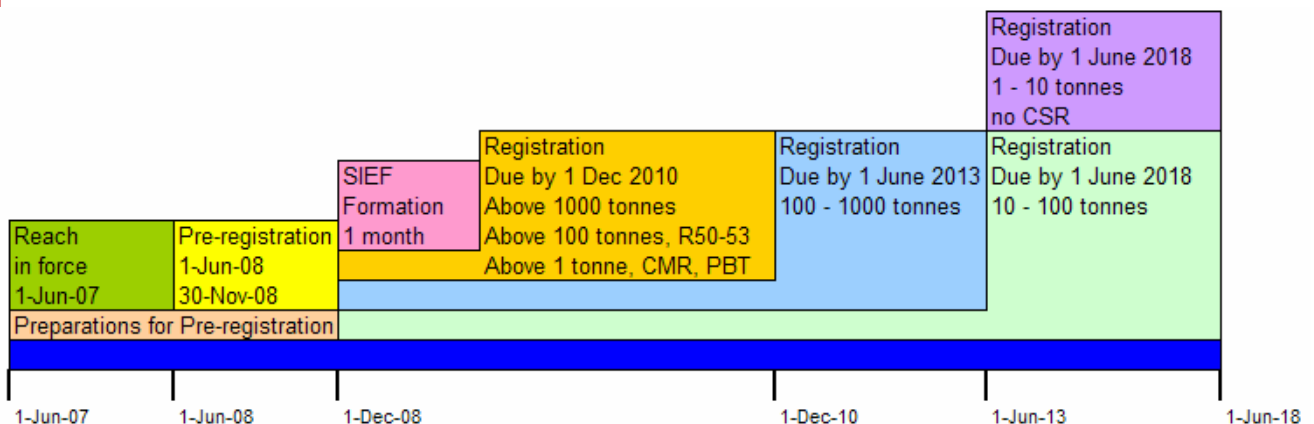 Registration
Due by 1 June 2018
1 - 10 tonnes
no CSR
Registration
Due by 1 Dec 2010
Above 1000 tonnes
Above 100 tonnes, R50-53
Above 1 tonne, CMR, PBT
Registration
Due by 1 June 2013
100 - 1000 tonnes
Registration
Due by 1 June 2018
10 - 100 tonnes
SIEF
Formation
1 month
Reach
in force
1-Jun-07
Pre-registration
1-Jun-08
30-Nov-08
Preparations for Pre-registration
1-Jun-07
1-Jun-08
1-Dec-08
1-Dec-10
1-Jun-13
1-Jun-18